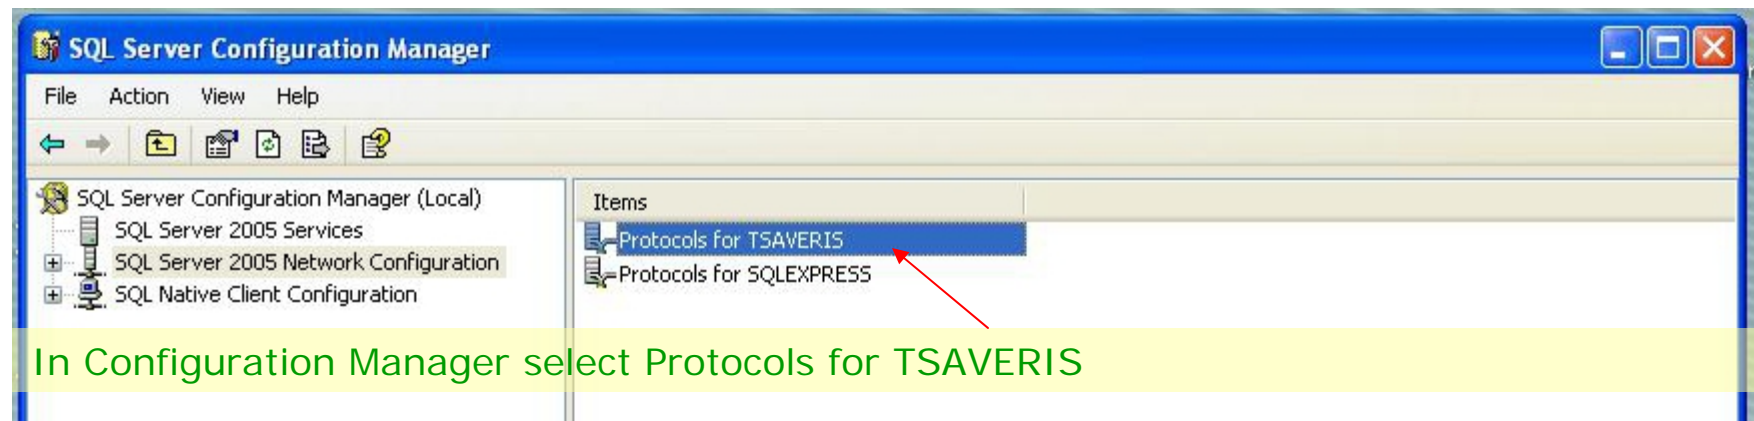 SQL Server Configuration Manager
File Action View Help
SQL Server Configuration Manager (Local)
SQL Server 2005 Services
SQL Server 2005 Network Configuration
SQL Native Client Configuration
Items
Protocols for TSAVERIS
Protocols for SQLEXPRESS
In Configuration Manager select Protocols for TSAVERIS